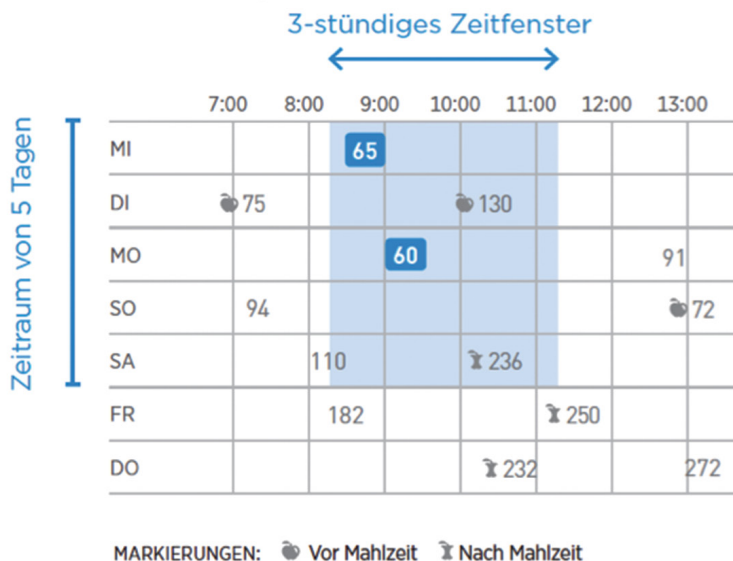 3-stündiges Zeitfenster
7:00 8:00 9:00 10:00 11:00 12:00 13:00
Zeitraum von 5 Tagen
MI 65
DI 75 130
MO 60 91
SO 94 72
SA 110 236
FR 182 250
DO 232 272
MARKIERUNGEN: Vor Mahlzeit Nach Mahlzeit